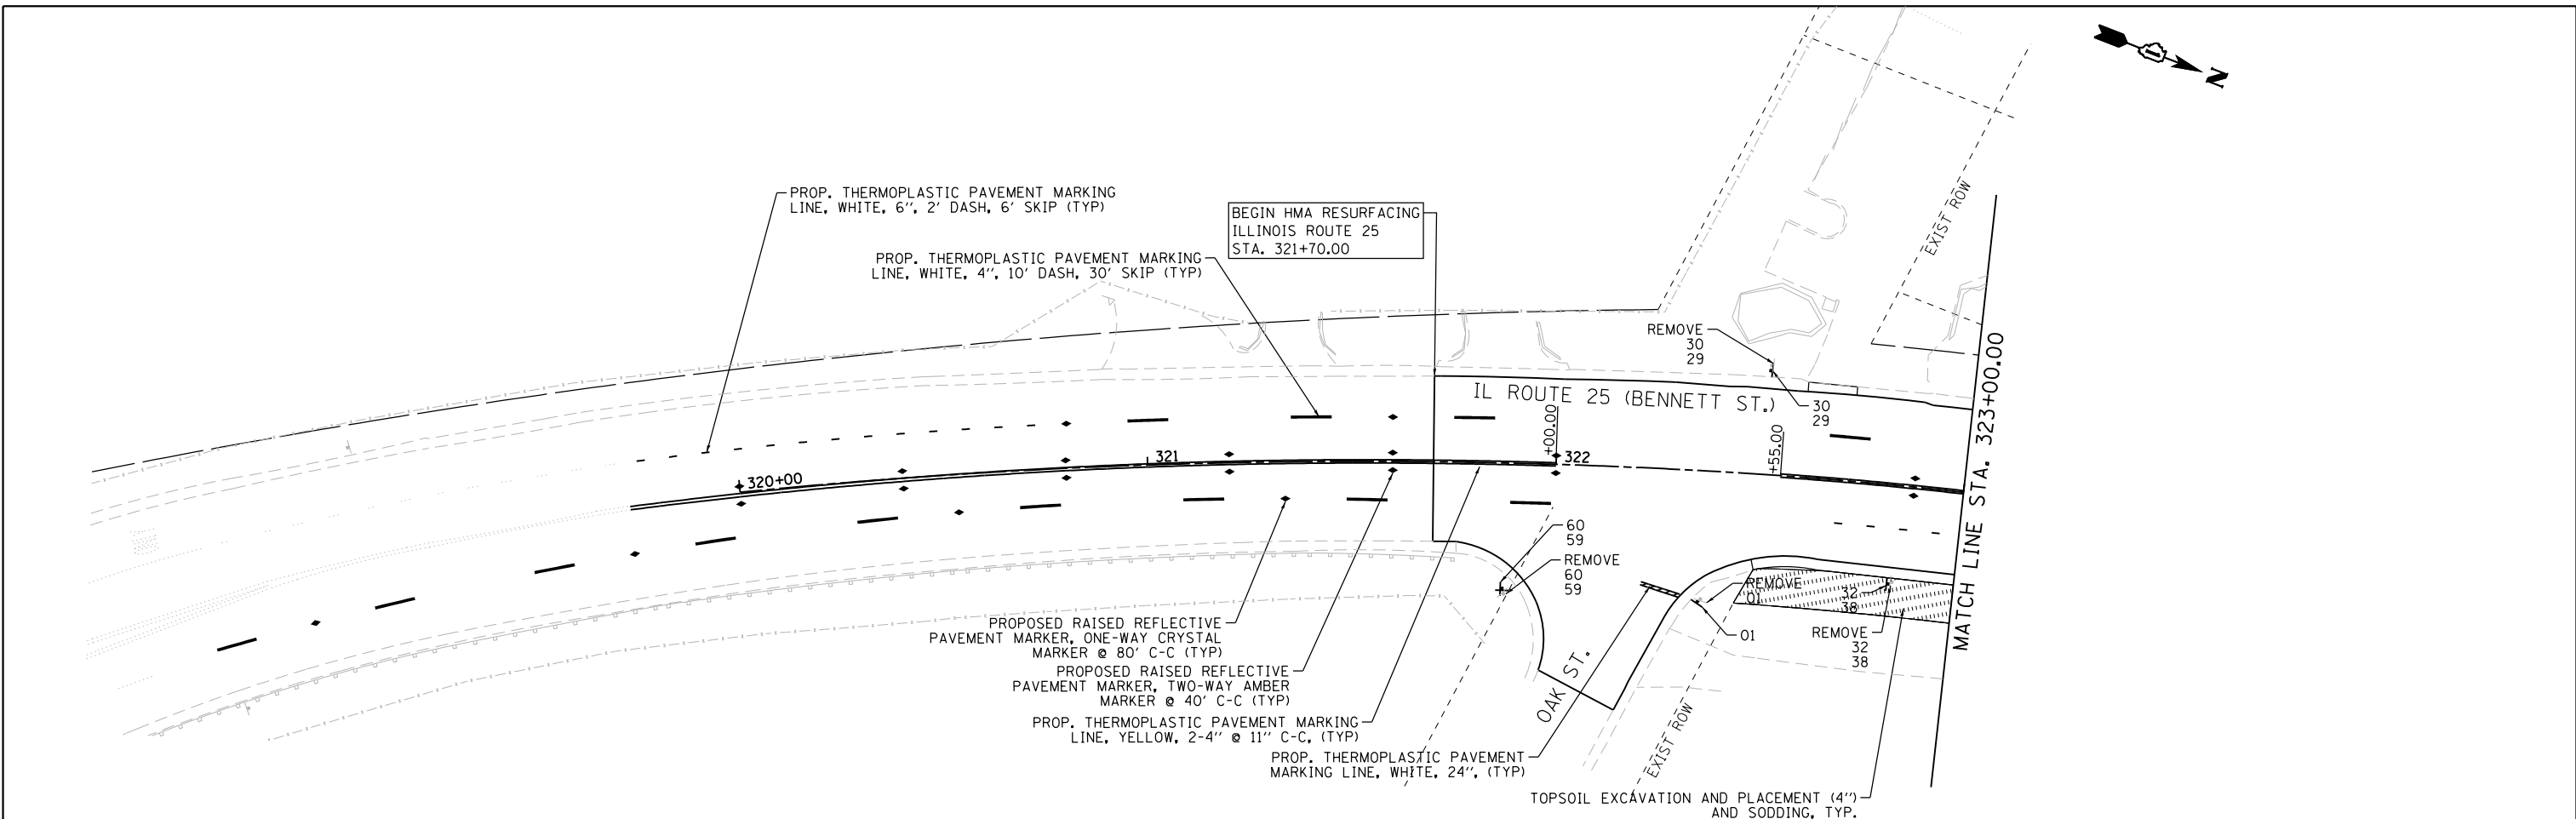 N
PROP. THERMOPLASTIC PAVEMENT MARKING
LINE, WHITE, 6", 2' DASH, 6' SKIP (TYP)
PROP. THERMOPLASTIC PAVEMENT MARKING
LINE, WHITE, 4", 10' DASH, 30' SKIP (TYP)
BEGIN HMA RESURFACING
ILLINOIS ROUTE 25
STA. 321+70.00
EXIST ROW
REMOVE
30
29
30
29
IL ROUTE 25 (BENNETT ST.)
MATCH LINE STA. 323+00.00
+00.00
+55.00
320+00
321
322
60
59
REMOVE
60
59
REMOVE
01
01
32
38
REMOVE
32
38
PROPOSED RAISED REFLECTIVE
PAVEMENT MARKER, ONE-WAY CRYSTAL
MARKER @ 80' C-C (TYP)
PROPOSED RAISED REFLECTIVE
PAVEMENT MARKER, TWO-WAY AMBER
MARKER @ 40' C-C (TYP)
PROP. THERMOPLASTIC PAVEMENT MARKING
LINE, YELLOW, 2-4" @ 11" C-C, (TYP)
OAK ST.
EXIST ROW
PROP. THERMOPLASTIC PAVEMENT
MARKING LINE, WHITE, 24", (TYP)
TOPSOIL EXCAVATION AND PLACEMENT (4")
AND SODDING, TYP.